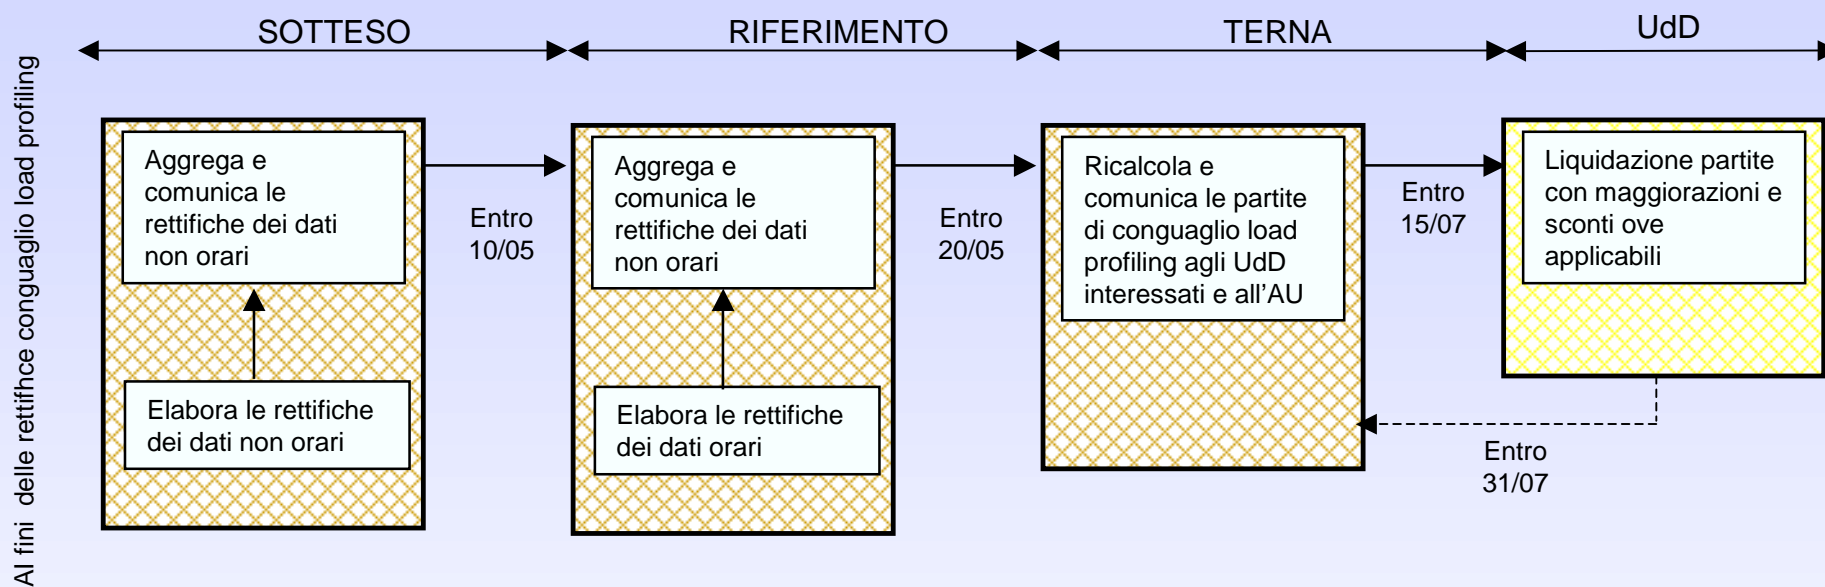 SOTTESO
RIFERIMENTO
TERNA
UdD
AI fini delle rettifhce conguaglio load profiling
Aggrega e
comunica le
rettifiche dei dati
non orari
Elabora le rettifiche
dei dati non orari
Entro
10/05
Aggrega e
comunica le
rettifiche dei dati
non orari
Elabora le rettifiche
dei dati orari
Entro
20/05
Ricalcola e
comunica le partite
di conguaglio load
profiling agli UdD
interessati e all'AU
Entro
15/07
Liquidazione partite
con maggiorazioni e
sconti ove
applicabili
Entro
31/07